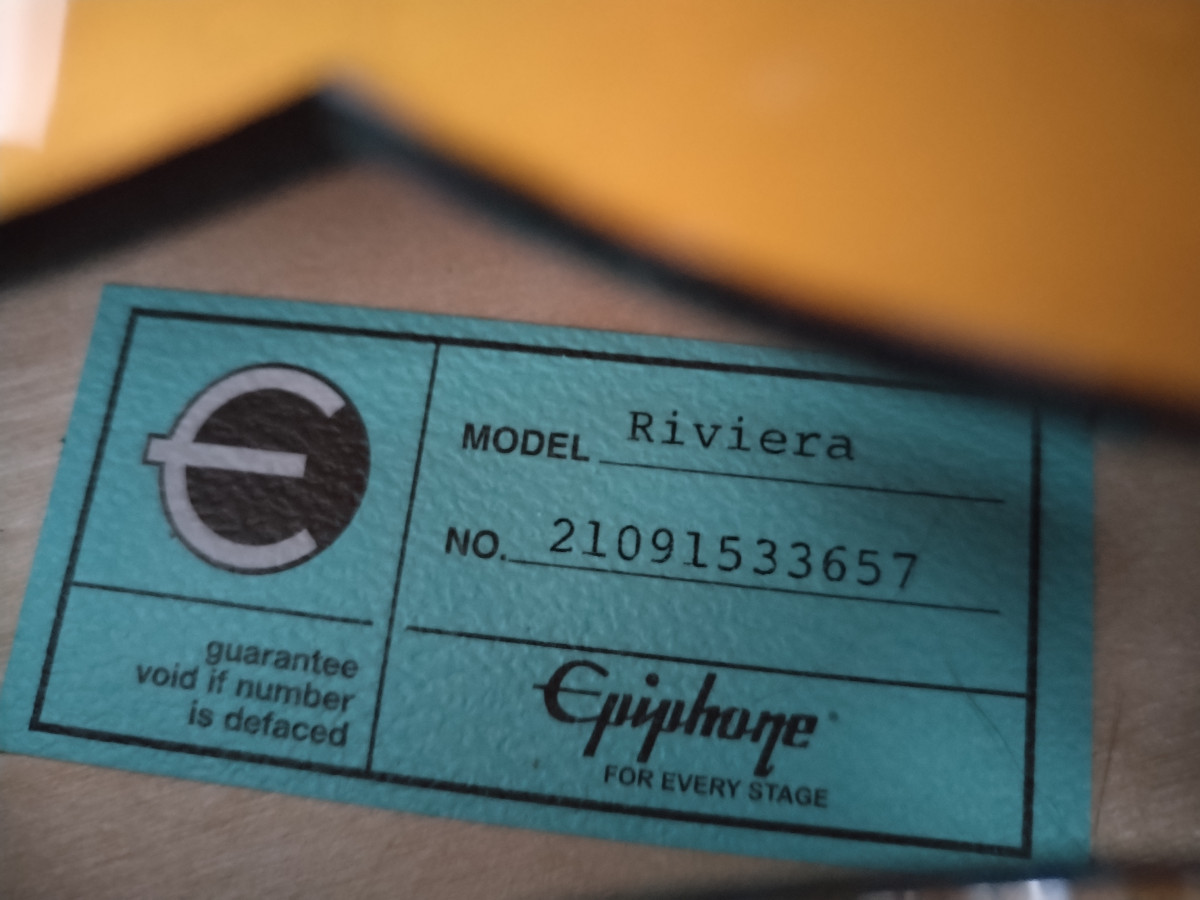 MODEL Riviera
NO. 21091533657
guarantee
void if number
is defaced
Epiphone
FOR EVERY STAGE